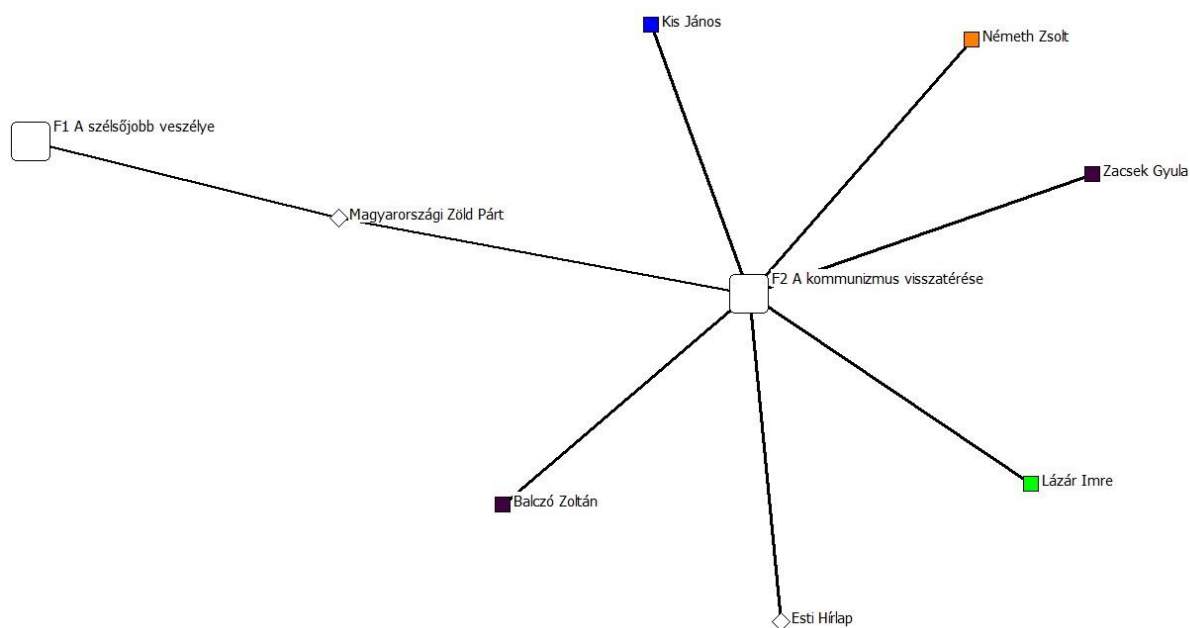 Kis János
Németh Zsolt
F1 A szélsőjobb veszélye
Zacsek Gyula
Magyarországi Zöld Párt
F2 A kommunizmus visszatérése
Lázár Imre
Balczó Zoltán
Esti Hírlap